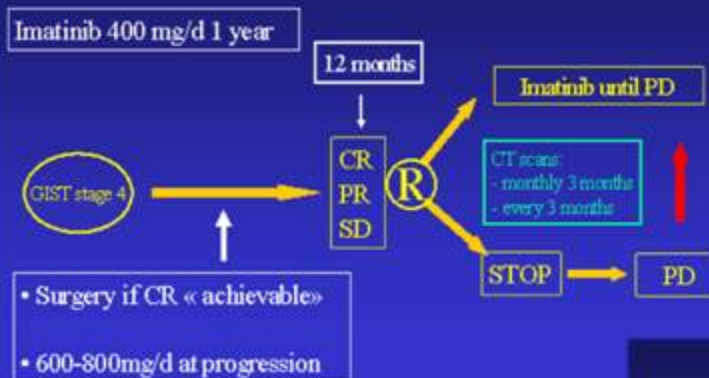 Imatinib 400 mg/d 1 year
12 months
Imatinib until PD
GIST stage 4
CR
PR
SD
R
CT scans:
- monthly 3 months
- every 3 months
STOP
PD
• Surgery if CR « achievable»
• 600-800mg/d at progression